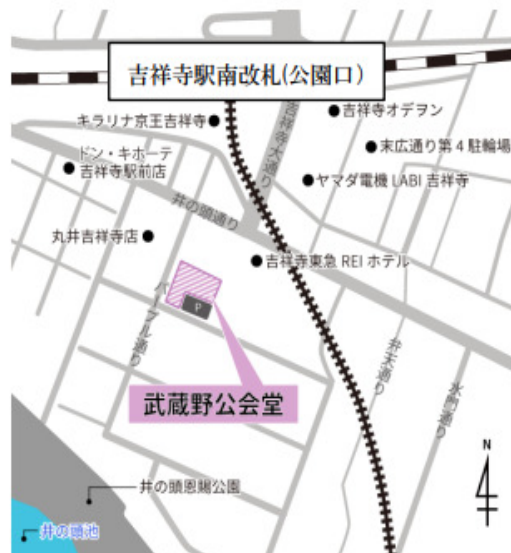 吉祥寺駅南改札(公園口)
キラリナ京王吉祥寺
吉祥寺オデヲン
吉祥寺大通り
末広通り第4駐輪場
ドン・キホーテ
吉祥寺駅前店
ヤマダ電機 LABI 吉祥寺
井の頭通り
丸井吉祥寺店
吉祥寺東急 REI ホテル
パープル通り
弁天通り
水門通り
武蔵野公会堂
N
井の頭恩賜公園
井の頭池